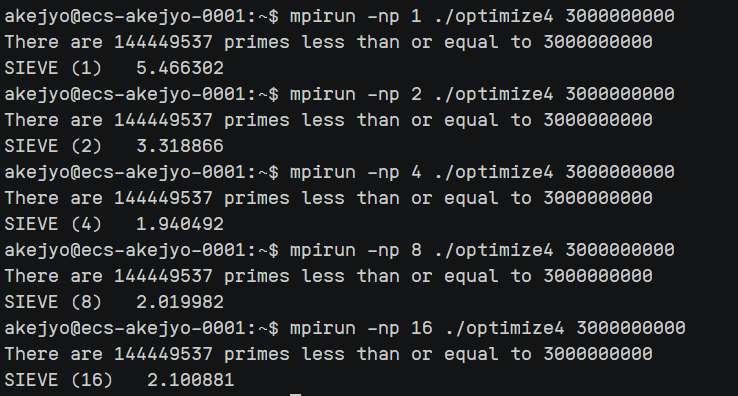 akejyo@ecs-akejyo-0001:~$ mpirun -np 1 ./optimize4 3000000000
There are 144449537 primes less than or equal to 3000000000
SIEVE (1)   5.466302
akejyo@ecs-akejyo-0001:~$ mpirun -np 2 ./optimize4 3000000000
There are 144449537 primes less than or equal to 3000000000
SIEVE (2)   3.318866
akejyo@ecs-akejyo-0001:~$ mpirun -np 4 ./optimize4 3000000000
There are 144449537 primes less than or equal to 3000000000
SIEVE (4)   1.940492
akejyo@ecs-akejyo-0001:~$ mpirun -np 8 ./optimize4 3000000000
There are 144449537 primes less than or equal to 3000000000
SIEVE (8)   2.019982
akejyo@ecs-akejyo-0001:~$ mpirun -np 16 ./optimize4 3000000000
There are 144449537 primes less than or equal to 3000000000
SIEVE (16)   2.100881